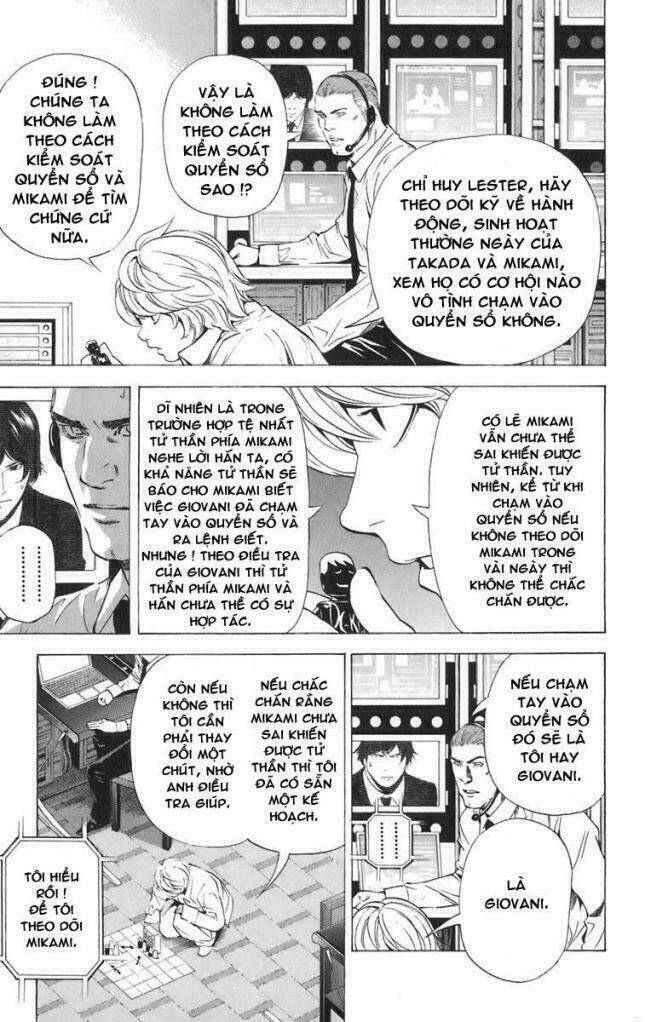 VẬY LÀ
KHÔNG LÀM
THEO CÁCH
KIỂM SOÁT
QUYỂN SỔ
SAO !?
ĐÚNG !
CHÚNG TA
KHÔNG LÀM
THEO CÁCH
KIỂM SOÁT
QUYỂN SỔ VÀ
MIKAMI ĐỂ TÌM
CHỨNG CỨ
NỮA.
CHỈ HUY LESTER, HÃY
THEO DÕI KỸ VỀ HÀNH
ĐỘNG, SINH HOẠT
THƯỜNG NGÀY CỦA
TAKADA VÀ MIKAMI,
XEM HỌ CÓ CƠ HỘI NÀO
VÔ TÌNH CHẠM VÀO
QUYỂN SỔ KHÔNG.
CÓ LẼ MIKAMI
VẪN CHƯA THỂ
SAI KHIẾN ĐƯỢC
TỬ THẦN. TUY
NHIÊN, KỂ TỪ KHI
CHẠM VÀO
QUYỂN SỔ NẾU
KHÔNG THEO DÕI
MIKAMI TRONG
VÀI NGÀY THÌ
KHÔNG THỂ CHẮC
CHẮN ĐƯỢC.
DĨ NHIÊN LÀ TRONG
TRƯỜNG HỢP TỆ NHẤT
TỬ THẦN PHÍA MIKAMI
NGHE LỜI HẮN TA, CÓ
KHẢ NĂNG TỬ THẦN SẼ
BÁO CHO MIKAMI BIẾT
VIỆC GIOVANI ĐÃ CHẠM
TAY VÀO QUYỂN SỔ VÀ
RA LỆNH GIẾT.
NHƯNG ! THEO ĐIỀU TRA
CỦA GIOVANI THÌ TỬ
THẦN PHÍA MIKAMI VÀ
HẮN CHƯA THỂ CÓ SỰ
HỢP TÁC.
........
NẾU CHẠM
TAY VÀO
QUYỂN SỔ
ĐÓ SẼ LÀ
TÔI HAY
GIOVANI.
........
LÀ
GIOVANI.
NẾU CHẮC
CHẮN RẰNG
MIKAMI CHƯA
SAI KHIẾN
ĐƯỢC TỬ
THẦN THÌ TÔI
ĐÃ CÓ SẴN
MỘT KẾ
HOẠCH.
CÒN NẾU
KHÔNG THÌ
TÔI CẦN
PHẢI THAY
ĐỔI MỘT
CHÚT, NHỜ
ANH ĐIỀU
TRA GIÚP.
TÔI HIỂU
RỒI !
ĐỂ TÔI
THEO DÕI
MIKAMI.